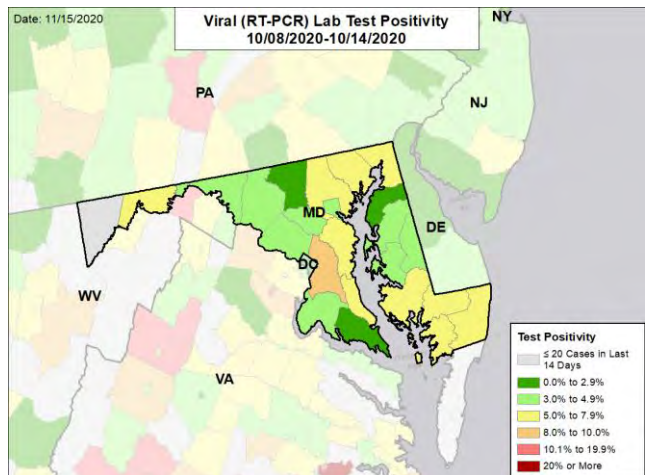 Date: 11/15/2020
Viral (RT-PCR) Lab Test Positivity
10/08/2020-10/14/2020
NY
PA
NJ
MD
DE
DC
WV
VA
Test Positivity
≤ 20 Cases in Last
14 Days
0.0% to 2.9%
3.0% to 4.9%
5.0% to 7.9%
8.0% to 10.0%
10.1% to 19.9%
20% or More